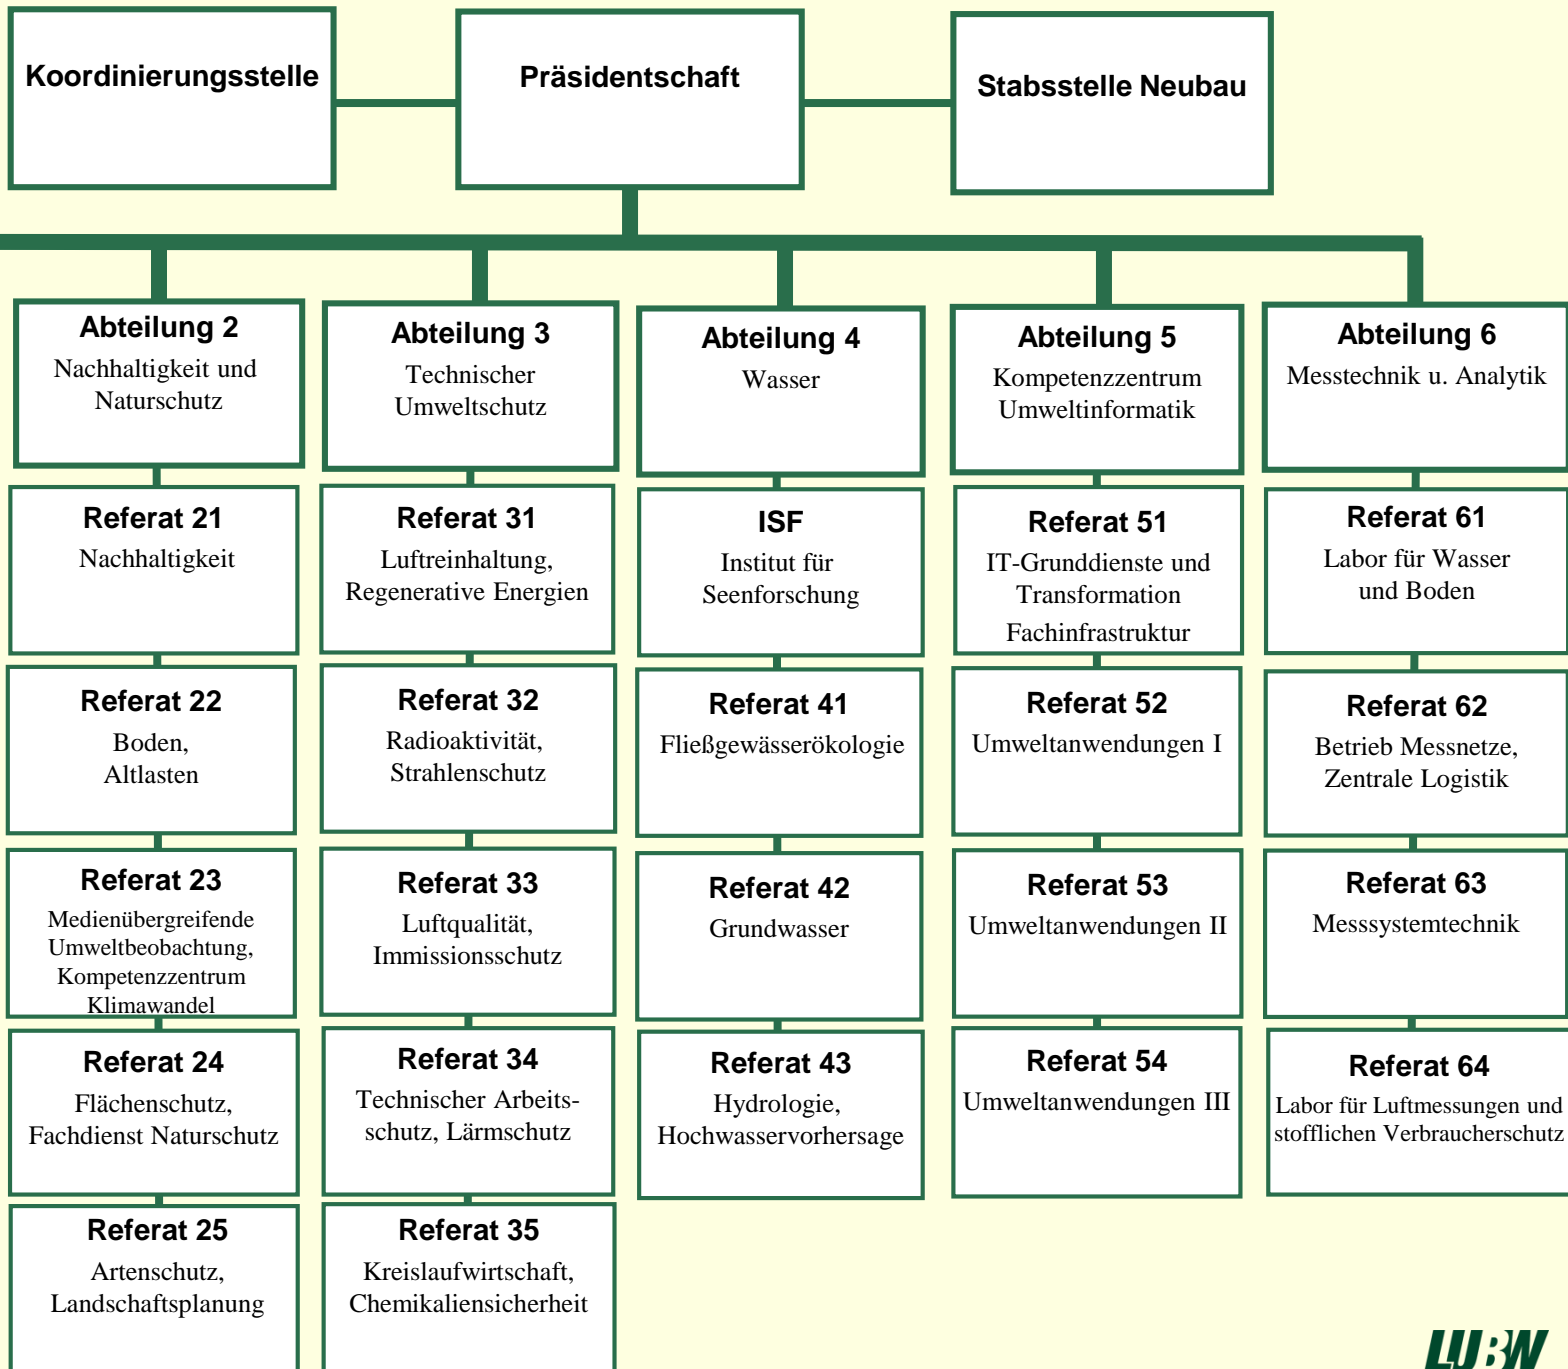 Koordinierungsstelle
Präsidentschaft
Stabsstelle Neubau
Abteilung 2
Nachhaltigkeit und
Naturschutz
Referat 21
Nachhaltigkeit
Referat 22
Boden,
Altlasten
Referat 23
Medienübergreifende
Umweltbeobachtung,
Kompetenzzentrum
Klimawandel
Referat 24
Flächenschutz,
Fachdienst Naturschutz
Referat 25
Artenschutz,
Landschaftsplanung
Abteilung 3
Technischer
Umweltschutz
Referat 31
Luftreinhaltung,
Regenerative Energien
Referat 32
Radioaktivität,
Strahlenschutz
Referat 33
Luftqualität,
Immissionsschutz
Referat 34
Technischer Arbeits-
schutz, Lärmschutz
Referat 35
Kreislaufwirtschaft,
Chemikaliensicherheit
Abteilung 4
Wasser
ISF
Institut für
Seenforschung
Referat 41
Fließgewässerökologie
Referat 42
Grundwasser
Referat 43
Hydrologie,
Hochwasservorhersage
Abteilung 5
Kompetenzzentrum
Umweltinformatik
Referat 51
IT-Grunddienste und
Transformation
Fachinfrastruktur
Referat 52
Umweltanwendungen I
Referat 53
Umweltanwendungen II
Referat 54
Umweltanwendungen III
Abteilung 6
Messtechnik u. Analytik
Referat 61
Labor für Wasser
und Boden
Referat 62
Betrieb Messnetze,
Zentrale Logistik
Referat 63
Messsystemtechnik
Referat 64
Labor für Luftmessungen und
stofflichen Verbraucherschutz
LUBW